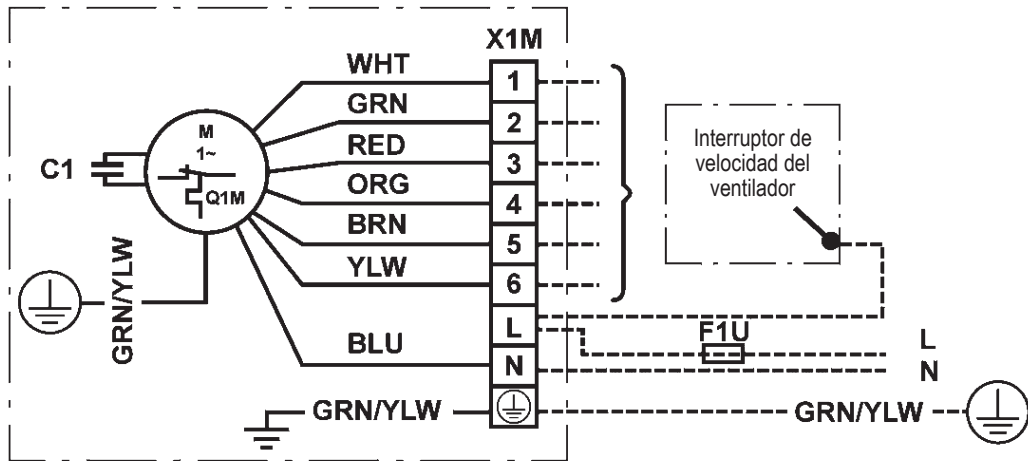 X1M
WHT
1
GRN
2
RED
3
ORG
4
BRN
5
YLW
6
BLU
L
N
GRN/YLW
C1
M
1~
Q1M
GRN/YLW
Interruptor de
velocidad del
ventilador
F1U
L
N
GRN/YLW